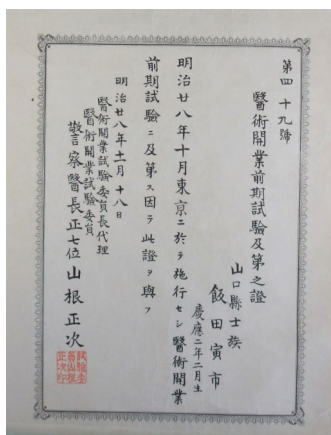 第四十九號
醫術開業前期試驗及第之證
山口縣士族
飯田寅市
慶應二年二月生
明治廿八年十月東京ニ於テ施行セシ醫術開業
前期試驗ニ及第ス因テ此證ヲ與フ
明治廿八年十一月十八日
醫術開業試驗委員長代理
醫術開業試驗委員
警察醫長正七位山根正次